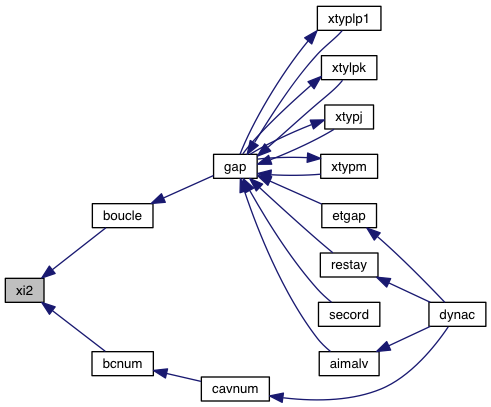 xtyplp1
xtylpk
xtypj
gap
xtypm
boucle
etgap
restay
xi2
secord
dynac
bcnum
aimalv
cavnum